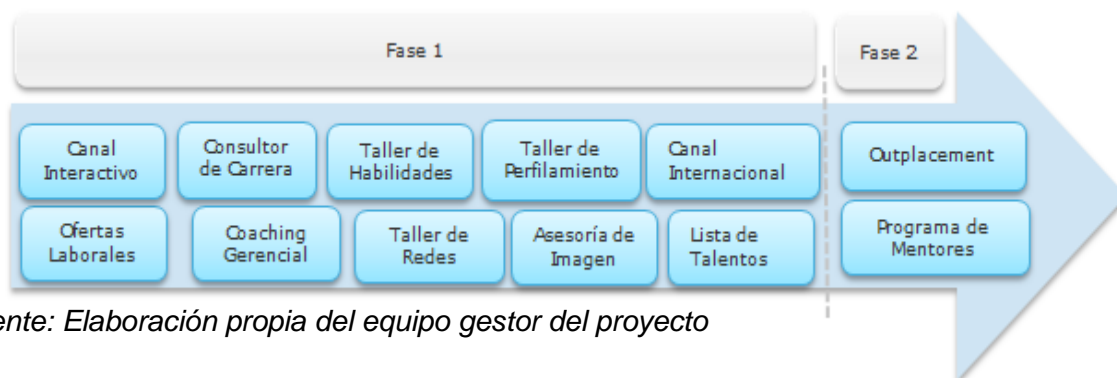 Fase 1
Fase 2
Canal
Interactivo
Consultor
de Carrera
Taller de
Habilidades
Taller de
Perfilamiento
Canal
Internacional
Outplacement
Ofertas
Laborales
Coaching
Gerencial
Taller de
Redes
Asesoría de
Imagen
Lista de
Talentos
Programa de
Mentores
ente: Elaboración propia del equipo gestor del proyecto